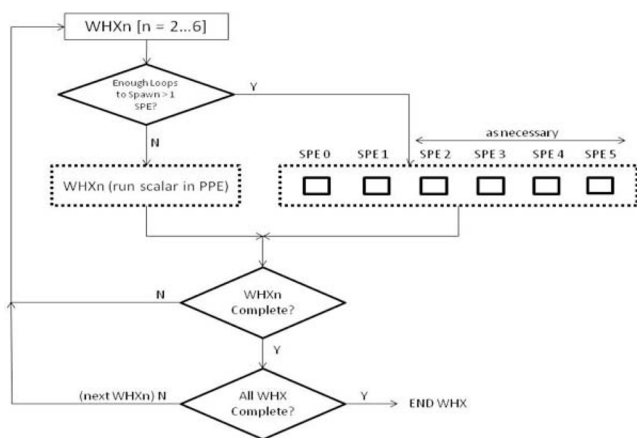 WHXn [n = 2...6]
Enough Loops
to Spawn > 1
SPE?
Y
N
as necessary
SPE 0 SPE 1 SPE 2 SPE 3 SPE 4 SPE 5
WHXn (run scalar in PPE)
N
WHXn
Complete?
Y
(next WHXn) N
All WHX
Complete?
Y
END WHX